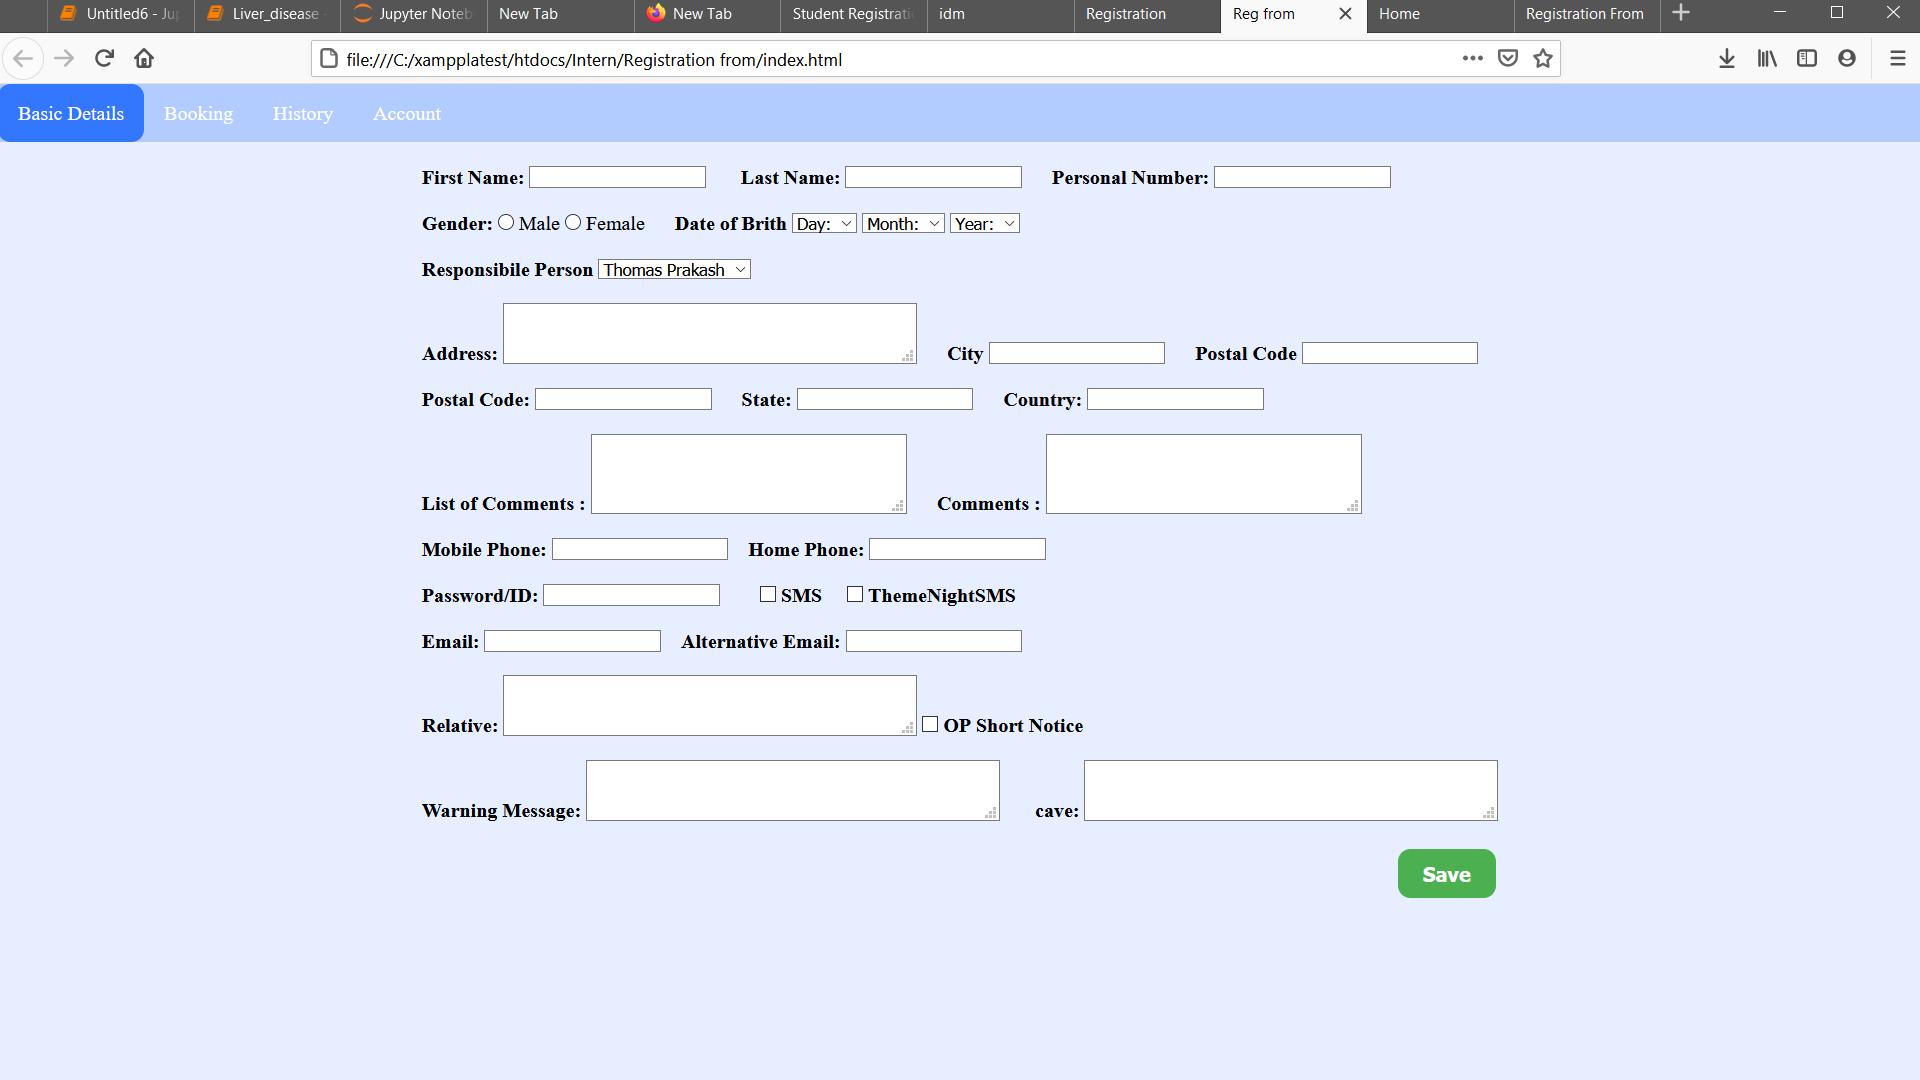 Untitled6 - Ju Liver_disease Jupyter Noteb New Tab New Tab Student Registrati idm Registration Reg from Home Registration From
file:///C:/xampplatest/htdocs/Intern/Registration from/index.html
Basic Details Booking History Account
First Name: Last Name: Personal Number:
Gender: Male Female Date of Brith Day: Month: Year:
Responsibile Person Thomas Prakash
Address: City Postal Code
Postal Code: State: Country:
List of Comments : Comments :
Mobile Phone: Home Phone:
Password/ID: SMS ThemeNightSMS
Email: Alternative Email:
Relative: OP Short Notice
Warning Message: cave:
Save